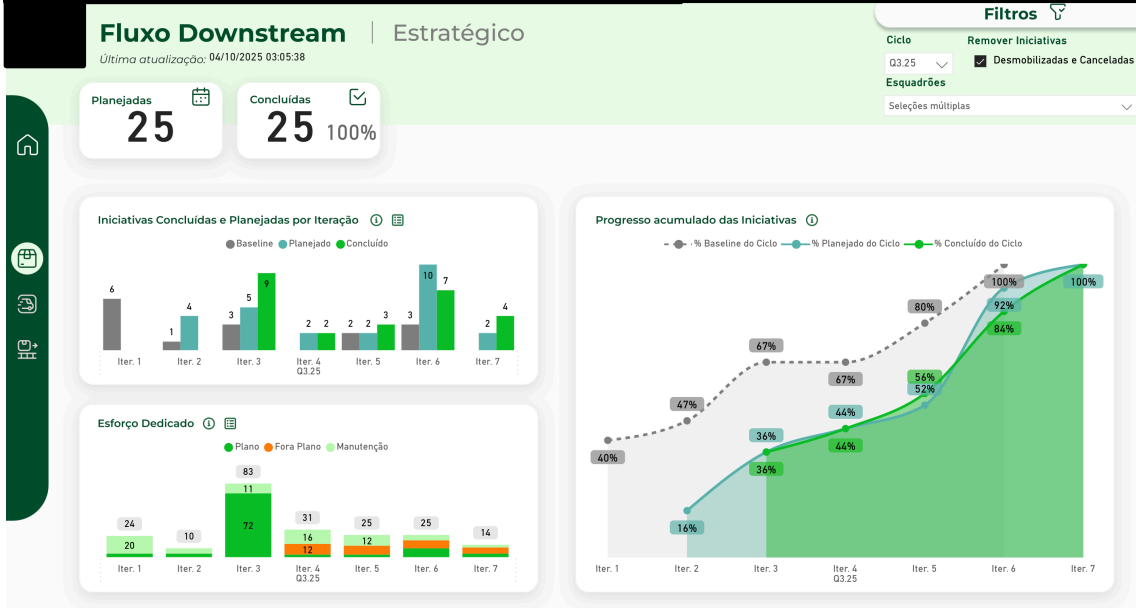 Fluxo Downstream | Estratégico
Última atualização: 04/10/2025 03:05:38
Filtros
Ciclo
Remover Iniciativas
Q3.25
Desmobilizadas e Canceladas
Esquadrões
Seleções múltiplas
Planejadas
25
Concluídas
25 100%
Iniciativas Concluídas e Planejadas por Iteração
Baseline Planejado Concluído
6
1 4
3 5 9
2 2
2 2 3
3 10 7
2 4
Iter. 1 Iter. 2 Iter. 3 Iter. 4 Iter. 5 Iter. 6 Iter. 7
Q3.25
Esforço Dedicado
Plano Fora Plano Manutenção
24
20
10
83
11
72
31
16
12
25
12
25
14
Iter. 1 Iter. 2 Iter. 3 Iter. 4 Iter. 5 Iter. 6 Iter. 7
Q3.25
Progresso acumulado das Iniciativas
% Baseline do Ciclo % Planejado do Ciclo % Concluído do Ciclo
40%
47%
16%
67%
36%
36%
67%
44%
44%
80%
56%
52%
100%
92%
84%
100%
Iter. 1 Iter. 2 Iter. 3 Iter. 4 Iter. 5 Iter. 6 Iter. 7
Q3.25